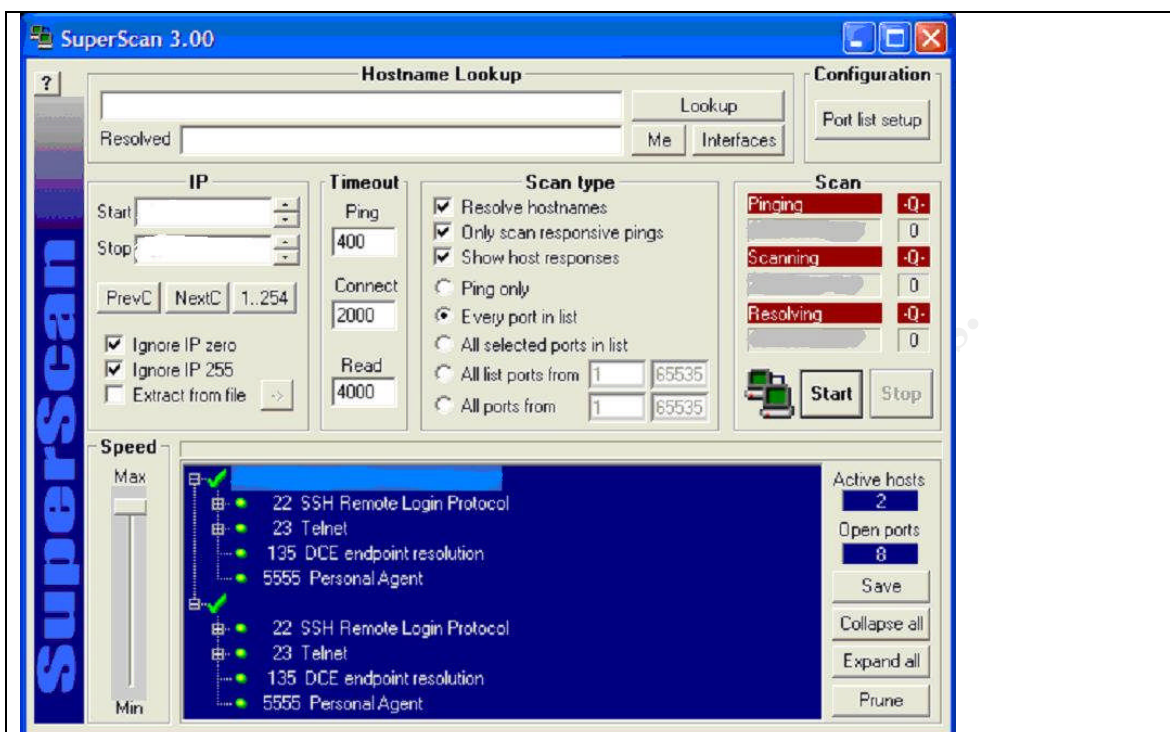 SuperScan 3.00
?
Hostname Lookup
Lookup
Resolved
Me
Interfaces
Configuration
Port list setup
SuperScan
IP
Start
Stop
PrevC
NextC
1..254
Ignore IP zero
Ignore IP 255
Extract from file
->
Timeout
Ping
400
Connect
2000
Read
4000
Scan type
Resolve hostnames
Only scan responsive pings
Show host responses
Ping only
Every port in list
All selected ports in list
All list ports from 1 65535
All ports from 1 65535
Scan
Pinging -Q-
0
Scanning -Q-
0
Resolving -Q-
0
Start
Stop
Speed
Max
Min
22 SSH Remote Login Protocol
23 Telnet
135 DCE endpoint resolution
5555 Personal Agent
22 SSH Remote Login Protocol
23 Telnet
135 DCE endpoint resolution
5555 Personal Agent
Active hosts
2
Open ports
8
Save
Collapse all
Expand all
Prune